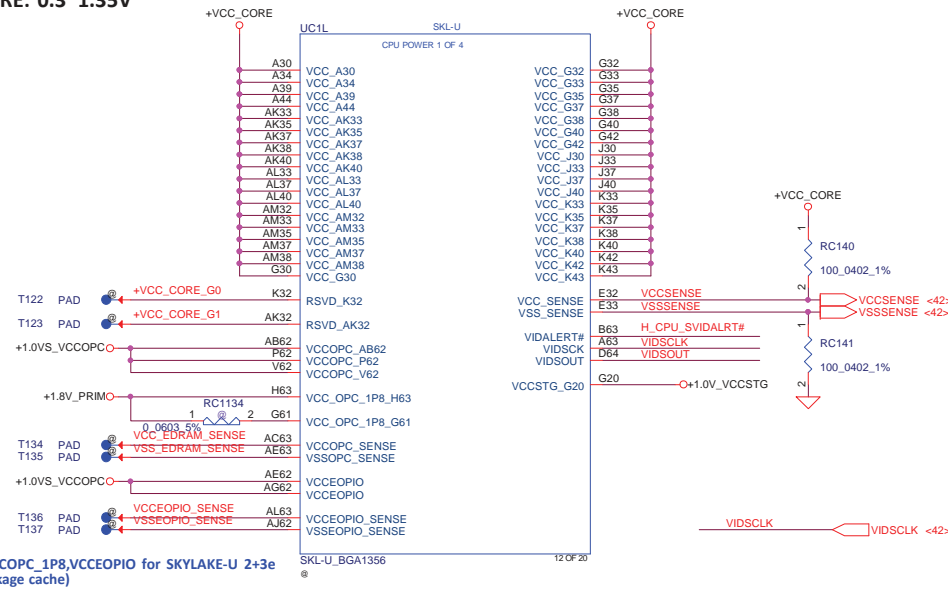 RE: 0.3~1.35V
+VCC_CORE
+VCC_CORE
UC1L
SKL-U
CPU POWER 1 OF 4
A30 VCC_A30
A34 VCC_A34
A39 VCC_A39
A44 VCC_A44
AK33 VCC_AK33
AK35 VCC_AK35
AK37 VCC_AK37
AK38 VCC_AK38
AK40 VCC_AK40
AL33 VCC_AL33
AL37 VCC_AL37
AL40 VCC_AL40
AM32 VCC_AM32
AM33 VCC_AM33
AM35 VCC_AM35
AM37 VCC_AM37
AM38 VCC_AM38
G30 VCC_G30
VCC_G32 G32
VCC_G33 G33
VCC_G35 G35
VCC_G37 G37
VCC_G38 G38
VCC_G40 G40
VCC_G42 G42
VCC_J30 J30
VCC_J33 J33
VCC_J37 J37
VCC_J40 J40
VCC_K33 K33
VCC_K35 K35
VCC_K37 K37
VCC_K38 K38
VCC_K40 K40
VCC_K42 K42
VCC_K43 K43
T122 PAD @ +VCC_CORE_G0 K32 RSVD_K32
T123 PAD @ +VCC_CORE_G1 AK32 RSVD_AK32
+1.0VS_VCCOPC AB62 VCCOPC_AB62
P62 VCCOPC_P62
V62 VCCOPC_V62
+1.8V_PRIM H63 VCC_OPC_1P8_H63
RC1134
1 @ 2 G61 VCC_OPC_1P8_G61
0_0603_5%
T134 PAD @ VCC_EDRAM_SENSE AC63 VCCOPC_SENSE
T135 PAD @ VSS_EDRAM_SENSE AE63 VSSOPC_SENSE
+1.0VS_VCCOPC AE62 VCCEOPIO
AG62 VCCEOPIO
T136 PAD @ VCCEOPIO_SENSE AL63 VCCEOPIO_SENSE
T137 PAD @ VSSEOPIO_SENSE AJ62 VSSEOPIO_SENSE
VCC_SENSE E32 VCCSENSE
VSS_SENSE E33 VSSSENSE
VIDALERT# B63 H_CPU_SVIDALRT#
VIDSCK A63 VIDSCLK
VIDSOUT D64 VIDSOUT
VCCSTG_G20 G20 +1.0V_VCCSTG
+VCC_CORE
1
RC140
100_0402_1%
2
VCCSENSE <42>
VSSSENSE <42>
1
RC141
100_0402_1%
2
VIDSCLK VIDSCLK <42>
SKL-U_BGA1356
12 OF 20
@
COPC_1P8,VCCEOPIO for SKYLAKE-U 2+3e
kage cache)